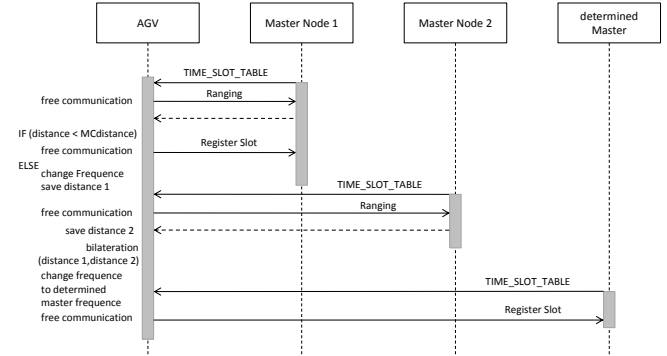 AGV
Master Node 1
Master Node 2
determined
Master
TIME_SLOT_TABLE
free communication
Ranging
IF (distance < MCdistance)
free communication
Register Slot
ELSE
change Frequence
save distance 1
TIME_SLOT_TABLE
free communication
Ranging
save distance 2
bilateration
(distance 1,distance 2)
change frequence
to determined
master frequence
TIME_SLOT_TABLE
free communication
Register Slot